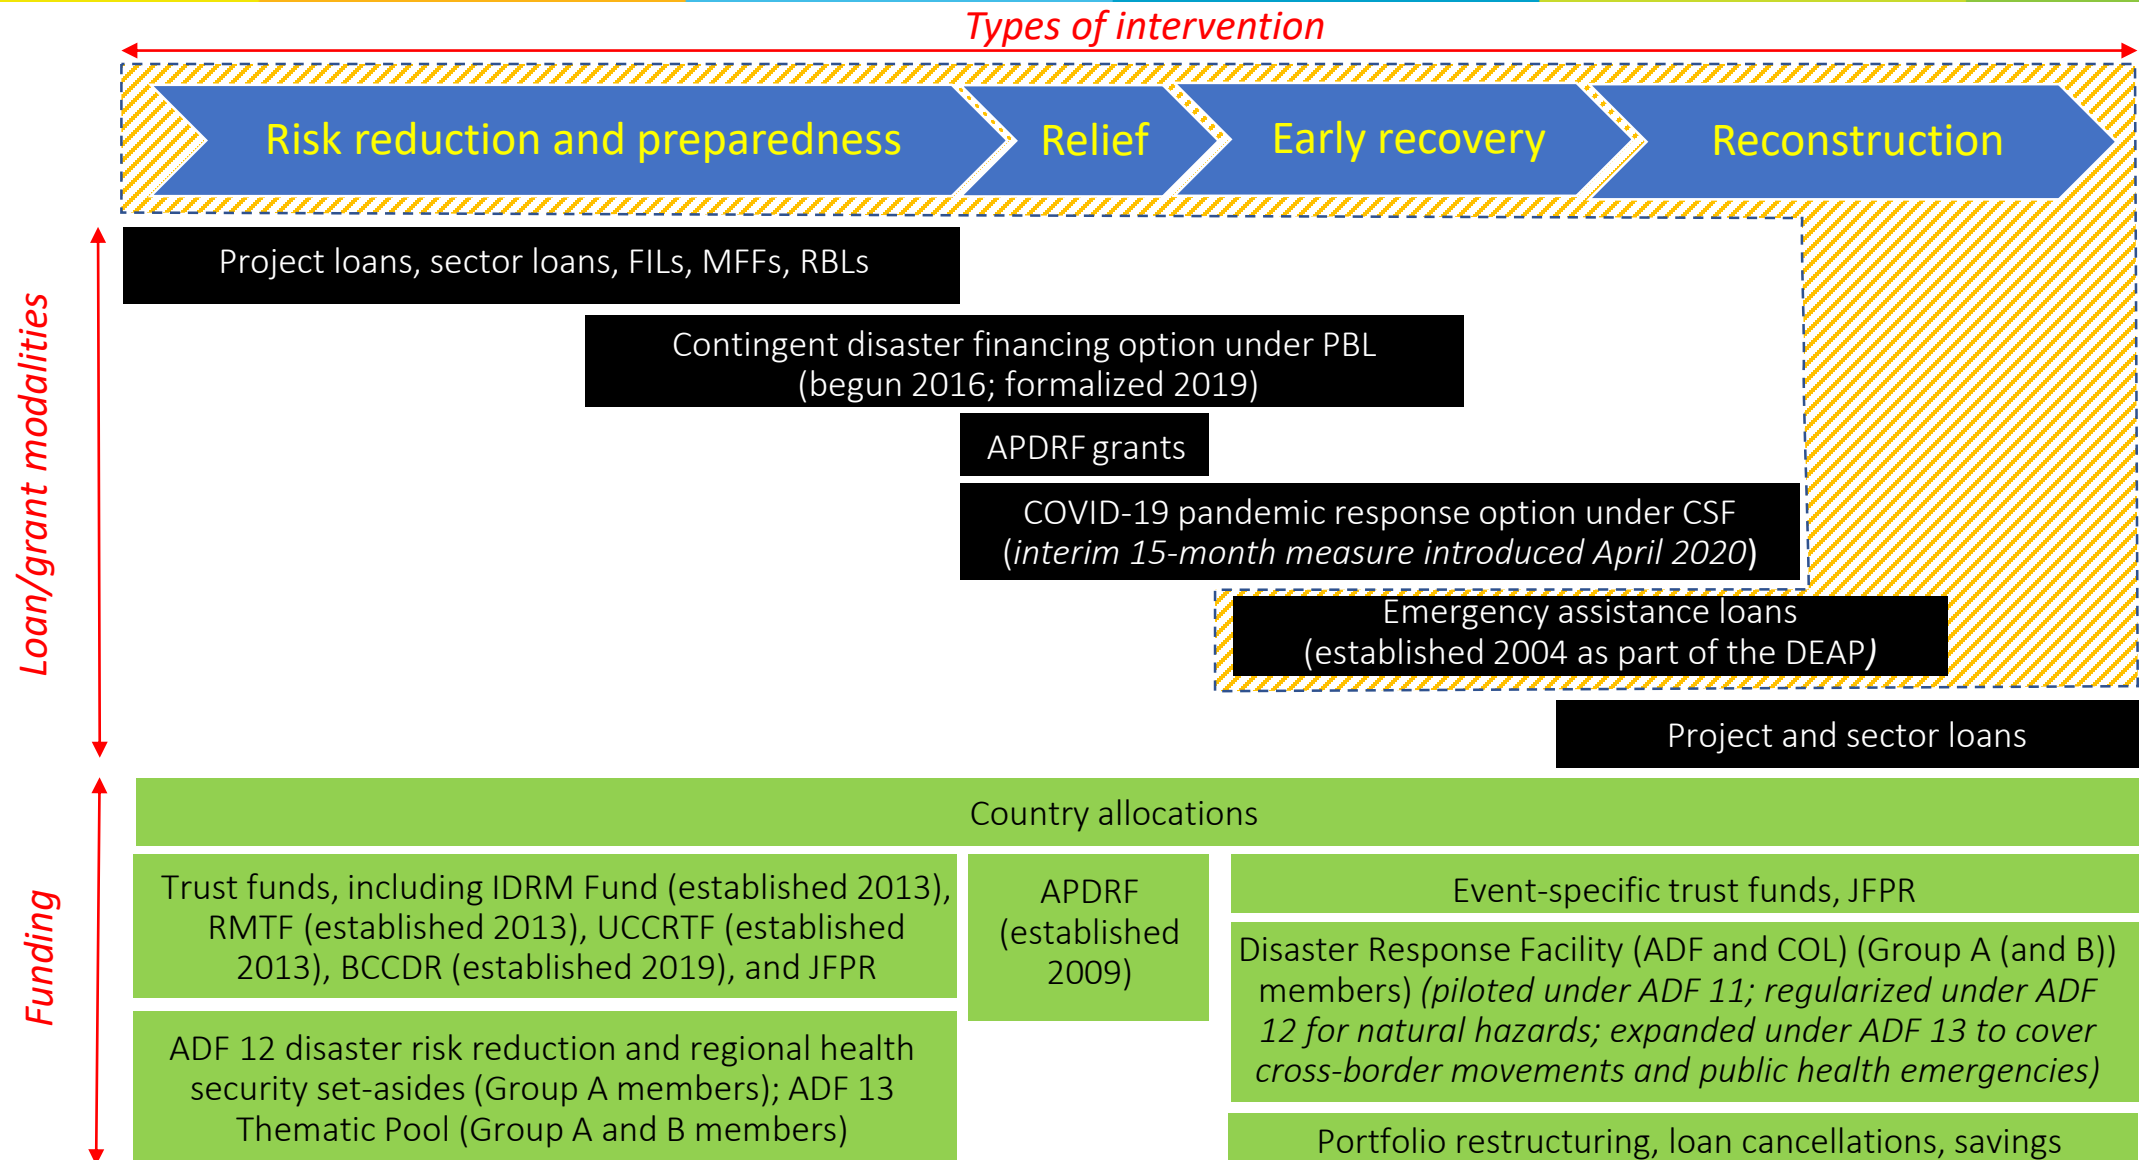 Types of intervention
Risk reduction and preparedness
Relief
Early recovery
Reconstruction
Loan/grant modalities
Project loans, sector loans, FILs, MFFs, RBLs
Contingent disaster financing option under PBL
(begun 2016; formalized 2019)
APDRF grants
COVID-19 pandemic response option under CSF
(interim 15-month measure introduced April 2020)
Emergency assistance loans
(established 2004 as part of the DEAP)
Project and sector loans
Funding
Country allocations
Trust funds, including IDRM Fund (established 2013),
RMTF (established 2013), UCCRTF (established
2013), BCCDR (established 2019), and JFPR
ADF 12 disaster risk reduction and regional health
security set-asides (Group A members); ADF 13
Thematic Pool (Group A and B members)
APDRF
(established
2009)
Event-specific trust funds, JFPR
Disaster Response Facility (ADF and COL) (Group A (and B))
members) (piloted under ADF 11; regularized under ADF
12 for natural hazards; expanded under ADF 13 to cover
cross-border movements and public health emergencies)
Portfolio restructuring, loan cancellations, savings